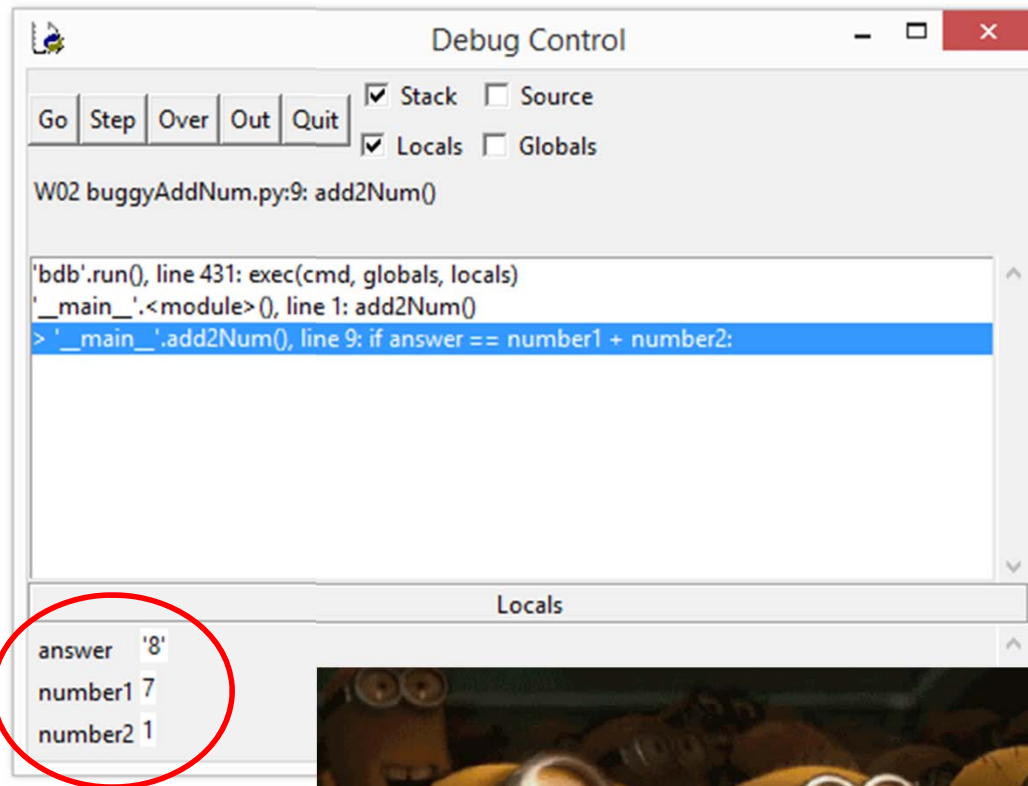 Debug Control
Go Step Over Out Quit
Stack Source
Locals Globals
W02 buggyAddNum.py:9: add2Num()
'bdb'.run(), line 431: exec(cmd, globals, locals)
'__main__'.<module>(), line 1: add2Num()
> '__main__'.add2Num(), line 9: if answer == number1 + number2:
Locals
answer '8'
number1 7
number2 1